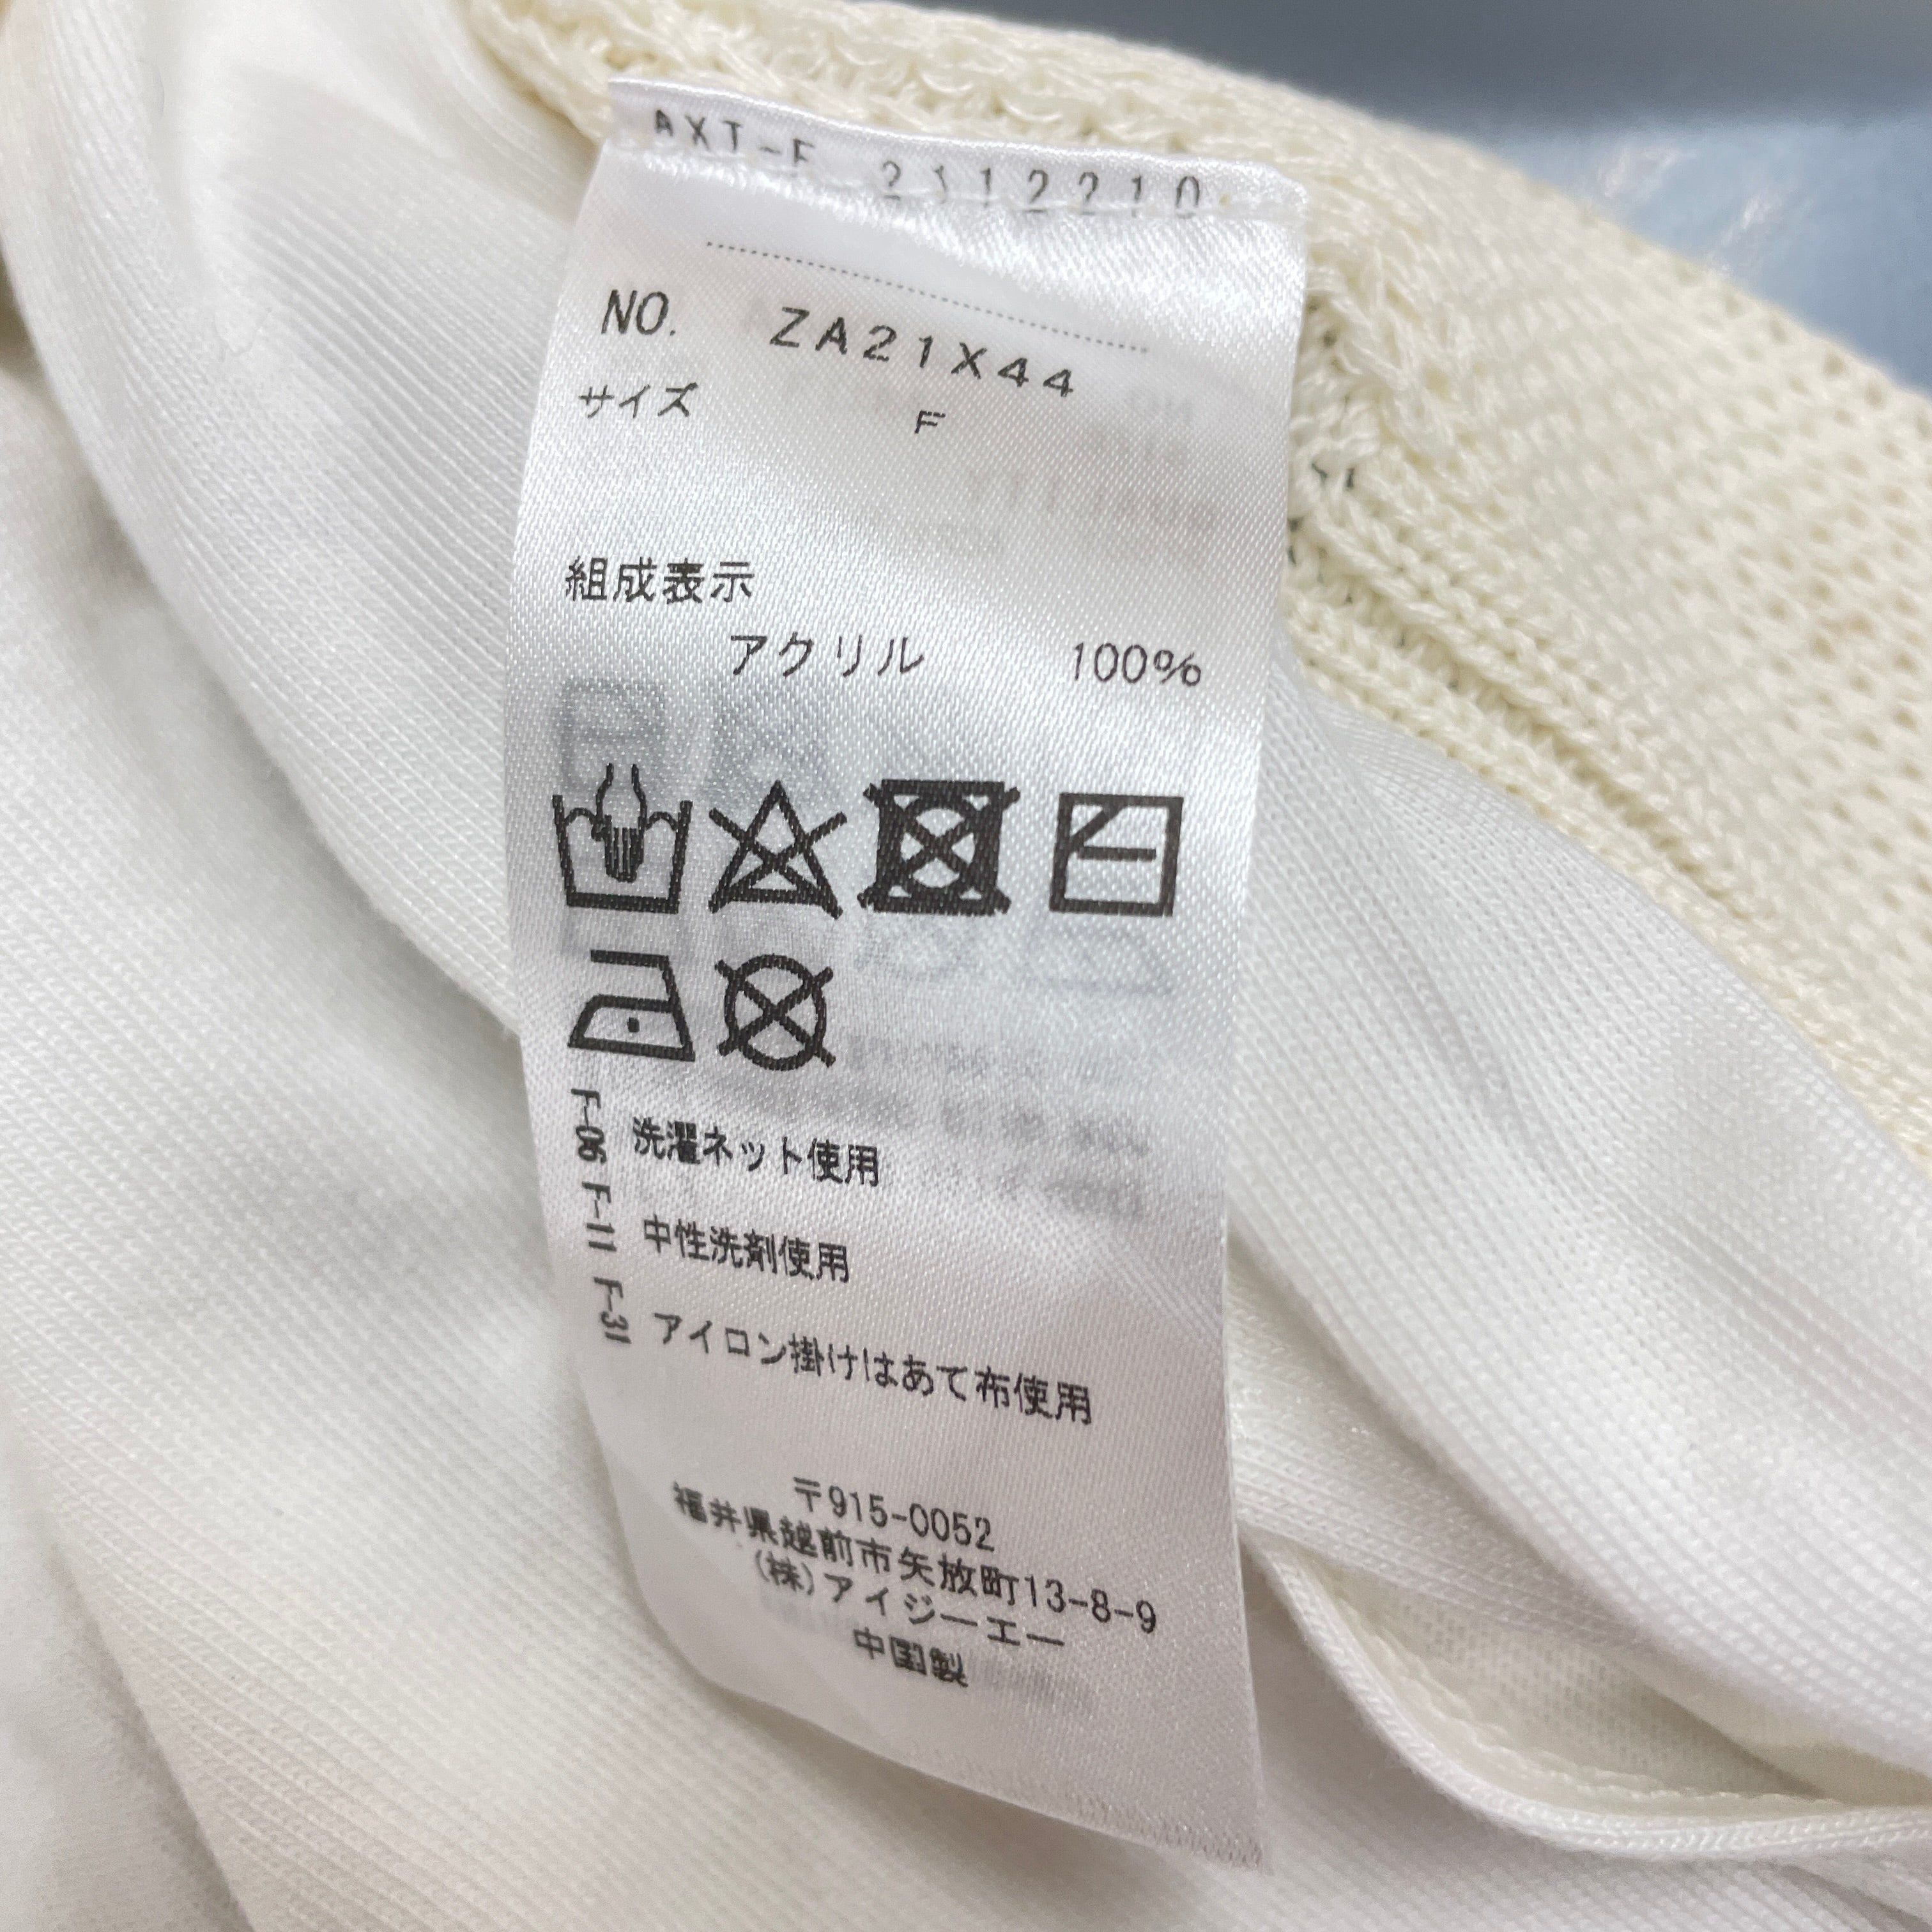 AXT-F 2112210
NO. ZA21X44
サイズ F
組成表示
アクリル 100%
F-06 洗濯ネット使用
F-11 中性洗剤使用
F-31 アイロン掛けはあて布使用
〒915-0052
福井県越前市矢放町13-8-9
(株)アイジーエー
中国製